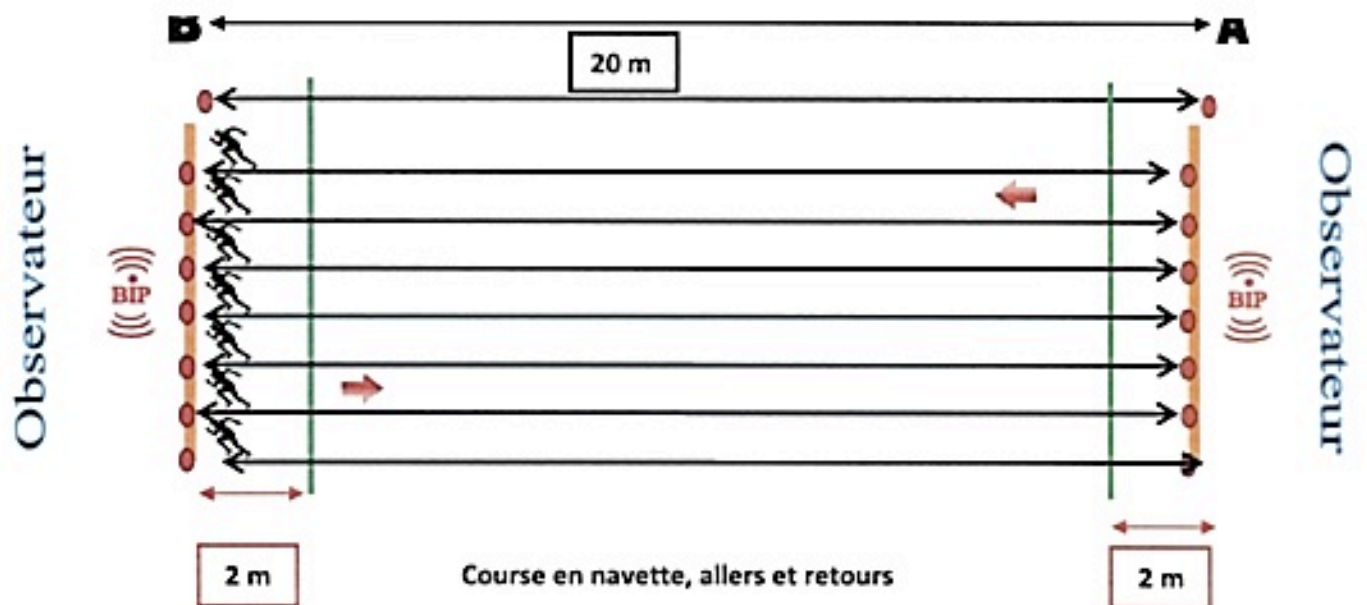 B
A
20 m
Observateur
BIP
BIP
Observateur
2 m
Course en navette, allers et retours
2 m